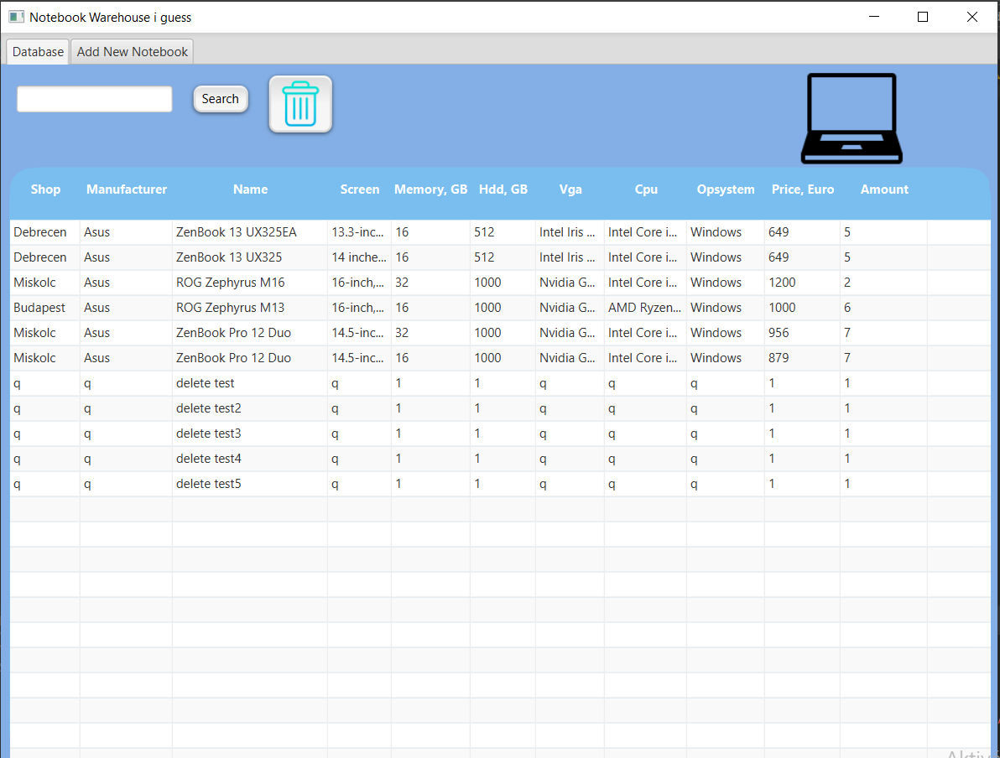 Notebook Warehouse i guess
Database Add New Notebook
Search
Shop Manufacturer Name Screen Memory, GB Hdd, GB Vga Cpu Opsystem Price, Euro Amount
Debrecen Asus ZenBook 13 UX325EA 13.3-inc... 16 512 Intel Iris ... Intel Core i... Windows 649 5
Debrecen Asus ZenBook 13 UX325 14 inche... 16 512 Intel Iris ... Intel Core i... Windows 649 5
Miskolc Asus ROG Zephyrus M16 16-inch,... 32 1000 Nvidia G... Intel Core i... Windows 1200 2
Budapest Asus ROG Zephyrus M13 16-inch,... 16 1000 Nvidia G... AMD Ryzen... Windows 1000 6
Miskolc Asus ZenBook Pro 12 Duo 14.5-inc... 32 1000 Nvidia G... Intel Core i... Windows 956 7
Miskolc Asus ZenBook Pro 12 Duo 14.5-inc... 16 1000 Nvidia G... Intel Core i... Windows 879 7
q q delete test q 1 1 q q q 1 1
q q delete test2 q 1 1 q q q 1 1
q q delete test3 q 1 1 q q q 1 1
q q delete test4 q 1 1 q q q 1 1
q q delete test5 q 1 1 q q q 1 1